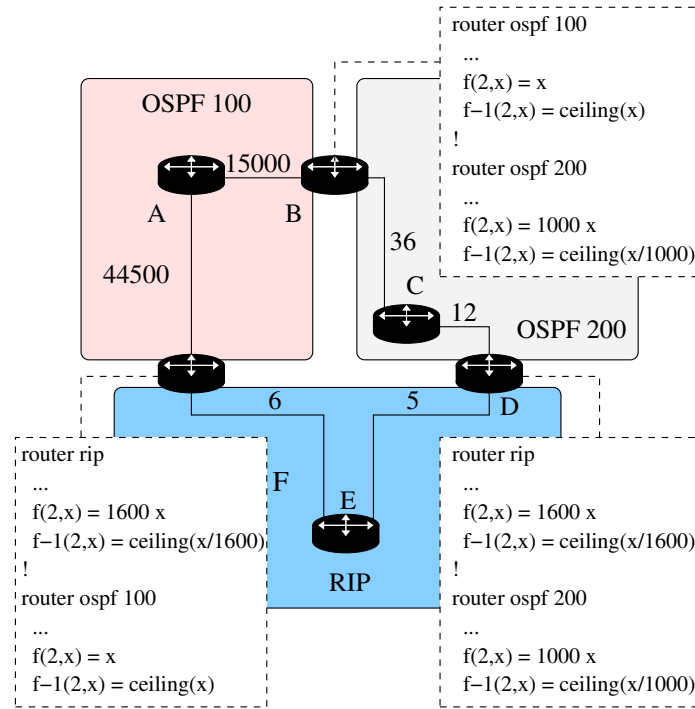 router ospf 100
...
f(2,x) = x
f−1(2,x) = ceiling(x)
!
router ospf 200
...
f(2,x) = 1000 x
f−1(2,x) = ceiling(x/1000)
OSPF 100
15000
A
B
44500
36
C
12
OSPF 200
D
6
5
F
E
RIP
router rip
...
f(2,x) = 1600 x
f−1(2,x) = ceiling(x/1600)
!
router ospf 100
...
f(2,x) = x
f−1(2,x) = ceiling(x)
router rip
...
f(2,x) = 1600 x
f−1(2,x) = ceiling(x/1600)
!
router ospf 200
...
f(2,x) = 1000 x
f−1(2,x) = ceiling(x/1000)